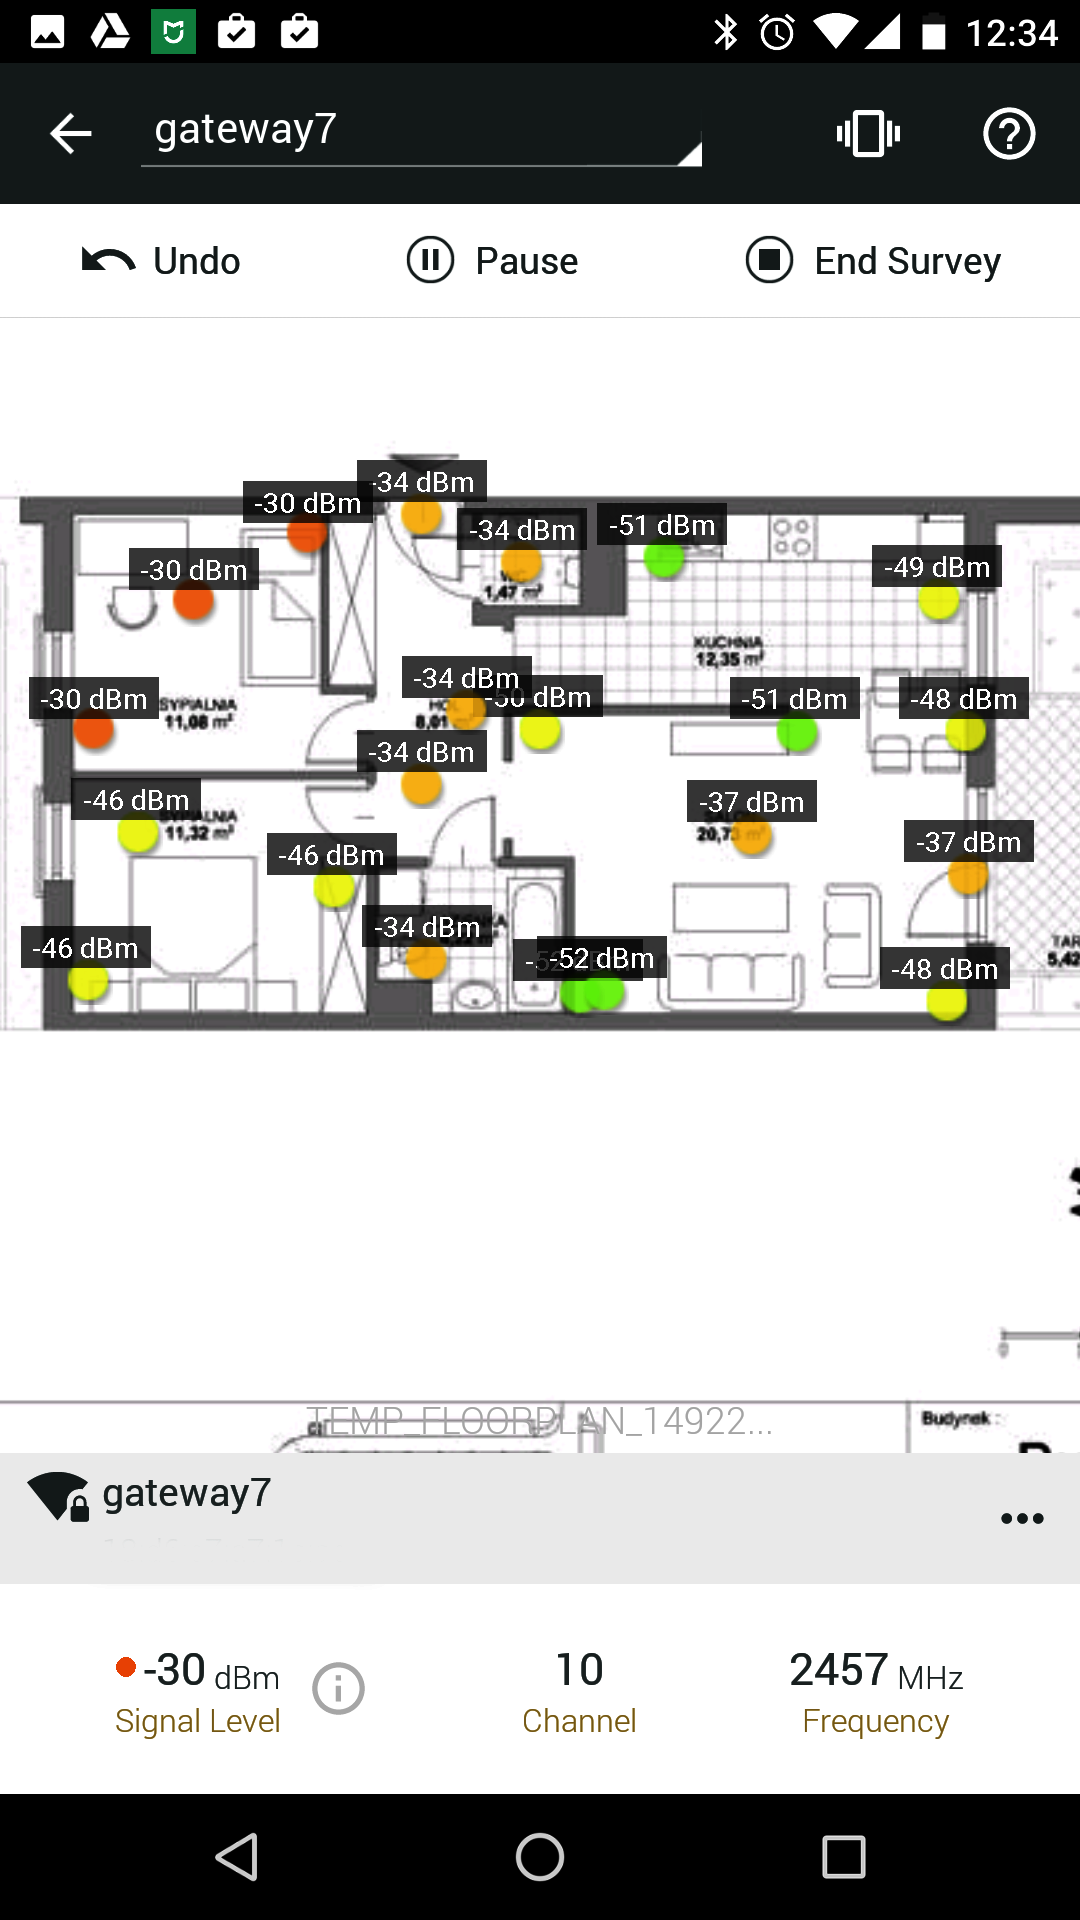 12:34
gateway7
Undo
Pause
End Survey
-34 dBm
-30 dBm
-51 dBm
-34 dBm
-49 dBm
-30 dBm
1,47 m²
KUCHNIA
12,35 m²
-34 dBm
-30 dBm
-50 dBm
-51 dBm
-48 dBm
SYPIALNIA
11,08 m²
8,01
-34 dBm
-46 dBm
-37 dBm
11,32 m²
20,7 m²
-37 dBm
-46 dBm
-34 dBm
-46 dBm
-52 dBm
-48 dBm
5,42
TEMP_FLOORPLAN_14922...
Budynek :
gateway7
-30 dBm
Signal Level
10
Channel
2457 MHz
Frequency